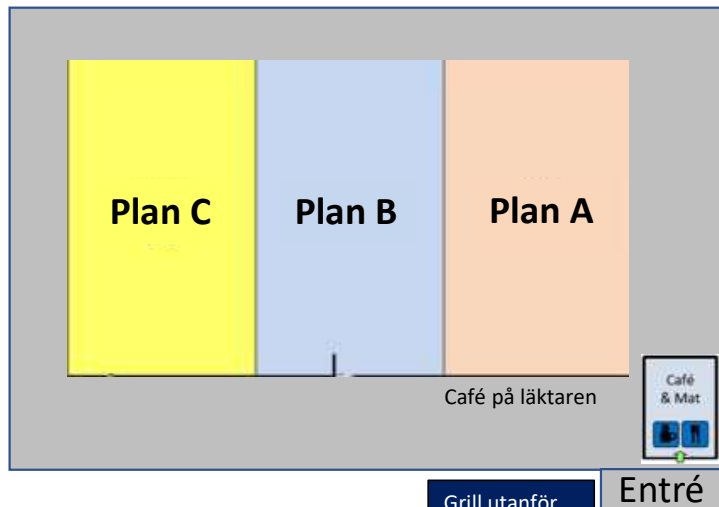 Plan C
Plan B
Plan A
Café på läktaren
Café
& Mat
Grill utanför
Entré